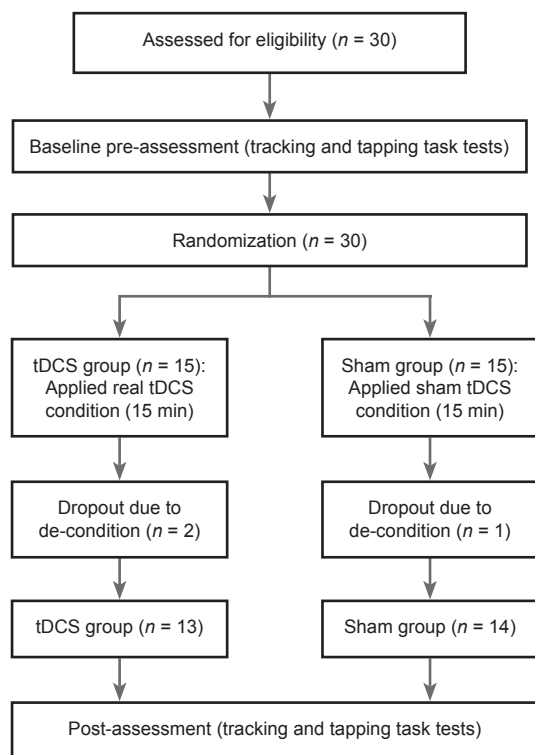 Assessed for eligibility (n = 30)
Baseline pre-assessment (tracking and tapping task tests)
Randomization (n = 30)
tDCS group (n = 15):
Applied real tDCS
condition (15 min)
Sham group (n = 15):
Applied sham tDCS
condition (15 min)
Dropout due to
de-condition (n = 2)
Dropout due to
de-condition (n = 1)
tDCS group (n = 13)
Sham group (n = 14)
Post-assessment (tracking and tapping task tests)